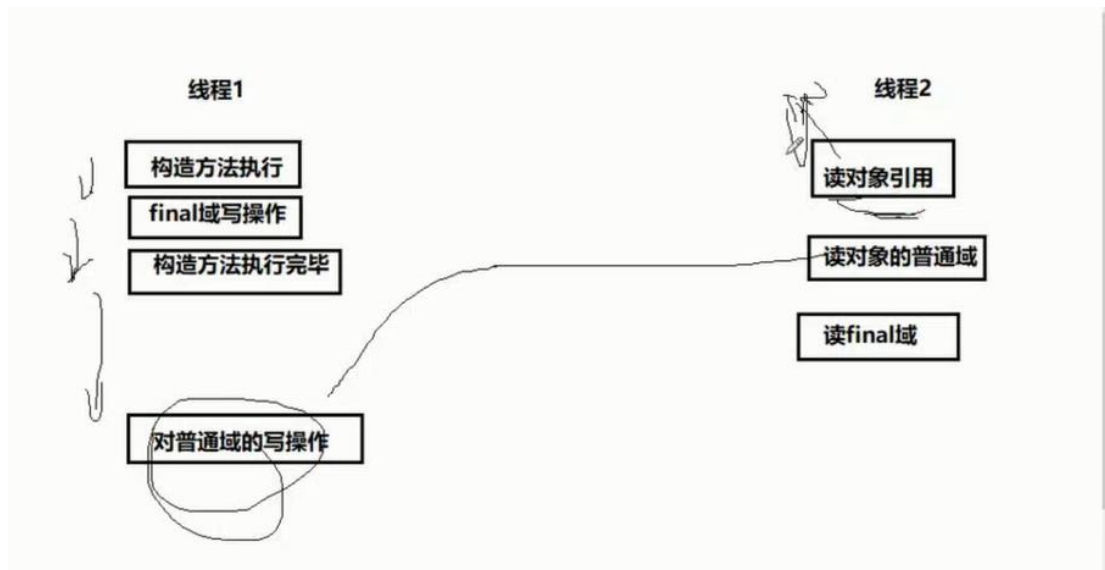 线程1
构造方法执行
final域写操作
构造方法执行完毕
对普通域的写操作
线程2
读对象引用
读对象的普通域
读final域